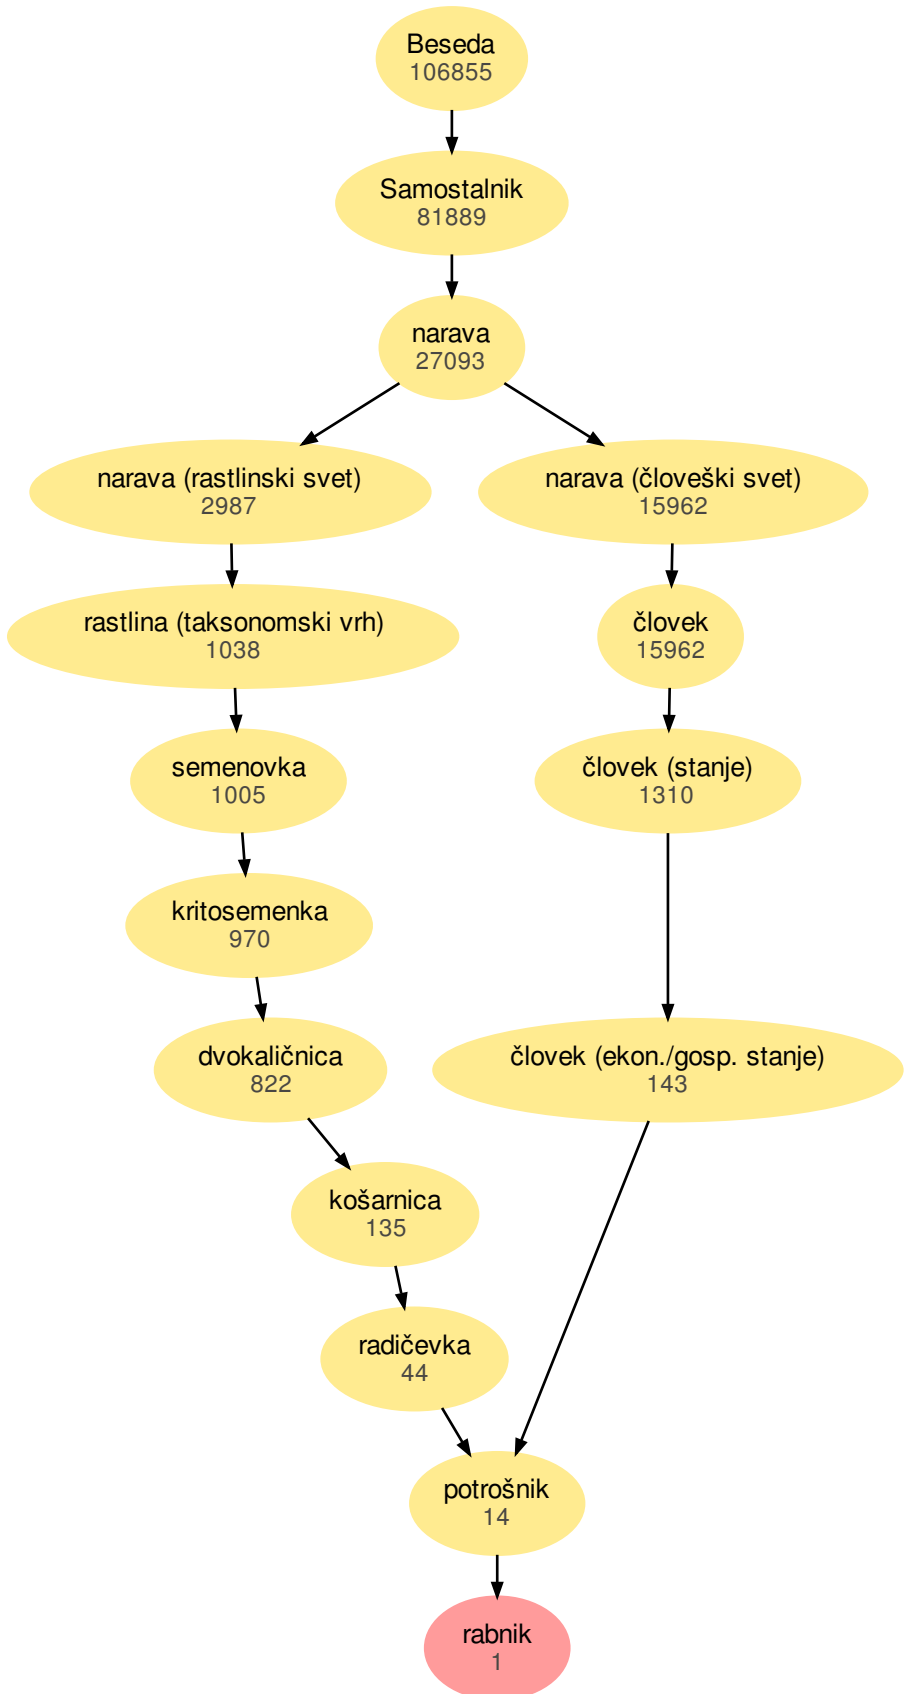 Beseda
106855
Samostalnik
81889
narava
27093
narava (rastlinski svet)
2987
narava (človeški svet)
15962
rastlina (taksonomski vrh)
1038
človek
15962
semenovka
1005
človek (stanje)
1310
kritosemenka
970
dvokaličnica
822
človek (ekon./gosp. stanje)
143
košarnica
135
radičevka
44
potrošnik
14
rabnik
1